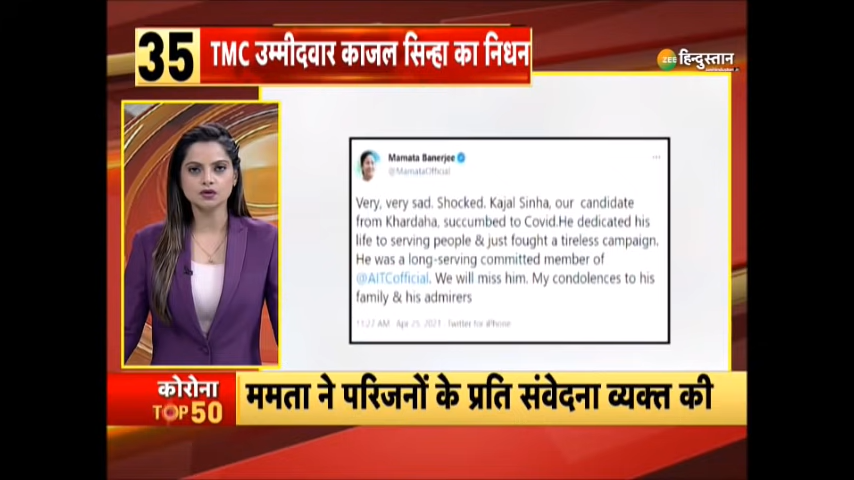 35
TMC उम्मीदवार काजल सिन्हा का निधन
ZEE हिन्दुस्तान
Mamata Banerjee
@MamataOfficial
Very, very sad. Shocked. Kajal Sinha, our candidate
from Khardaha, succumbed to Covid.He dedicated his
life to serving people & just fought a tireless campaign.
He was a long-serving committed member of
@AITCofficial. We will miss him. My condolences to his
family & his admirers
11:27 AM · Apr 25, 2021 · Twitter for iPhone
कोरोना
TOP 50
ममता ने परिजनों के प्रति संवेदना व्यक्त की